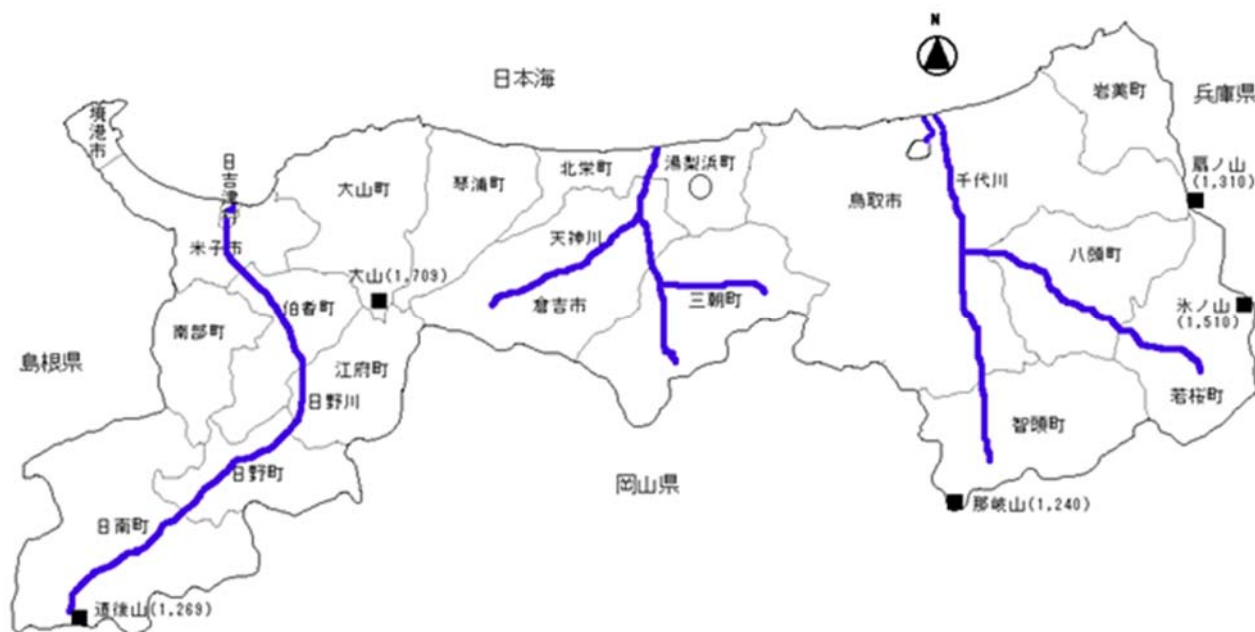 N
日本海
兵庫県
岩美町
境港市
扇ノ山
(1,310)
日吉津村
大山町
琴浦町
北栄町
湯梨浜町
千代川
鳥取市
米子市
天神川
八頭町
大山(1,709)
伯耆町
倉吉市
三朝町
氷ノ山
(1,510)
南部町
島根県
江府町
若桜町
日野川
智頭町
日野町
岡山県
那岐山(1,240)
日南町
道後山(1,269)